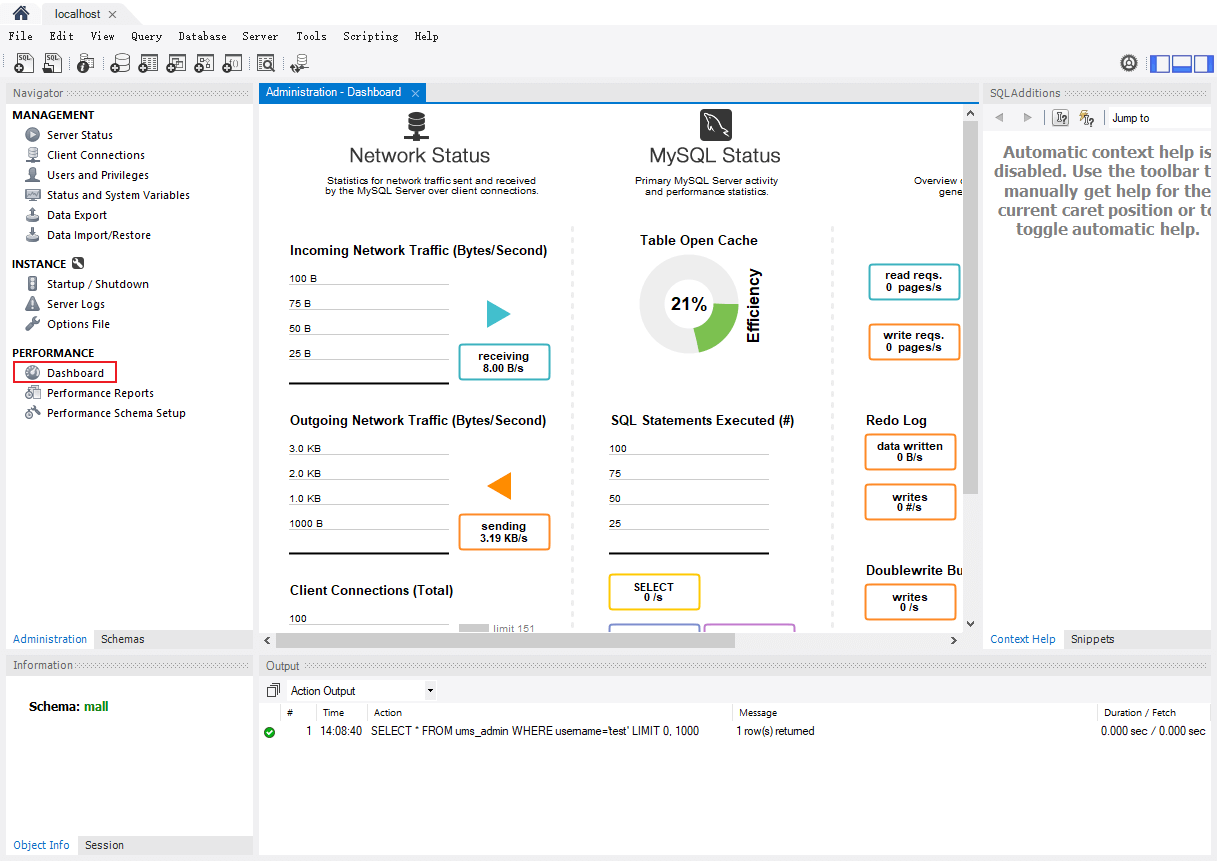 localhost
File Edit View Query Database Server Tools Scripting Help
Navigator
MANAGEMENT
Server Status
Client Connections
Users and Privileges
Status and System Variables
Data Export
Data Import/Restore
INSTANCE
Startup / Shutdown
Server Logs
Options File
PERFORMANCE
Dashboard
Performance Reports
Performance Schema Setup
Administration Schemas
Information
Schema: mall
Object Info Session
Administration - Dashboard
Network Status
Statistics for network traffic sent and received
by the MySQL Server over client connections.
Incoming Network Traffic (Bytes/Second)
100 B
75 B
50 B
25 B
receiving
8.00 B/s
Outgoing Network Traffic (Bytes/Second)
3.0 KB
2.0 KB
1.0 KB
1000 B
sending
3.19 KB/s
Client Connections (Total)
100
limit 151
MySQL Status
Primary MySQL Server activity
and performance statistics.
Table Open Cache
21%
Efficiency
SQL Statements Executed (#)
100
75
50
25
SELECT
0 /s
Overview
gene
read reqs.
0 pages/s
write reqs.
0 pages/s
Redo Log
data written
0 B/s
writes
0 #/s
Doublewrite Bu
writes
0 /s
SQLAdditions
Jump to
Automatic context help is
disabled. Use the toolbar t
manually get help for the
current caret position or to
toggle automatic help.
Context Help Snippets
Output
Action Output
# Time Action Message Duration / Fetch
1 14:08:40 SELECT * FROM ums_admin WHERE username='test' LIMIT 0, 1000 1 row(s) returned 0.000 sec / 0.000 sec